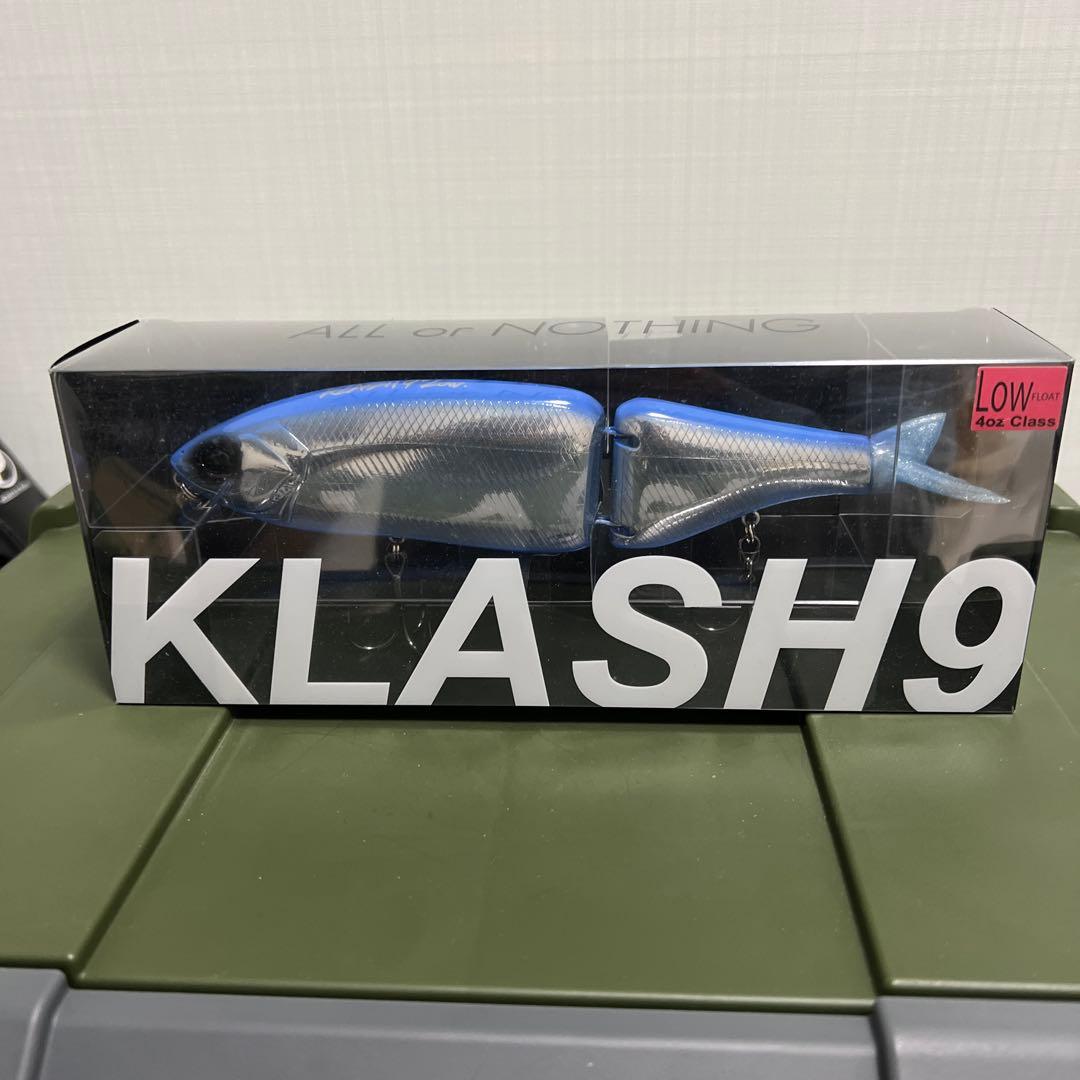 ALL or NOTHING
LOW FLOAT
4oz Class
KLASH9